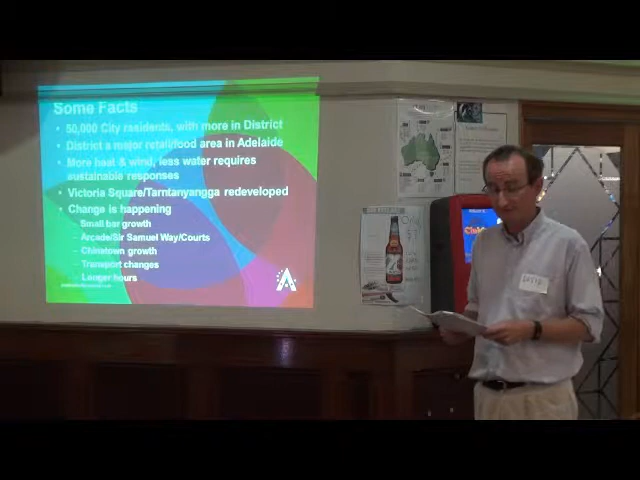 Some Facts
• 50,000 City residents, with more in District
• District a major retail/food area in Adelaide
• More heat & wind, less water requires
sustainable responses
• Victoria Square/Tarntanyangga redeveloped
• Change is happening
– Small bar growth
– Arcade/Sir Samuel Way/Courts
– Chinatown growth
– Transport changes
– Longer hours